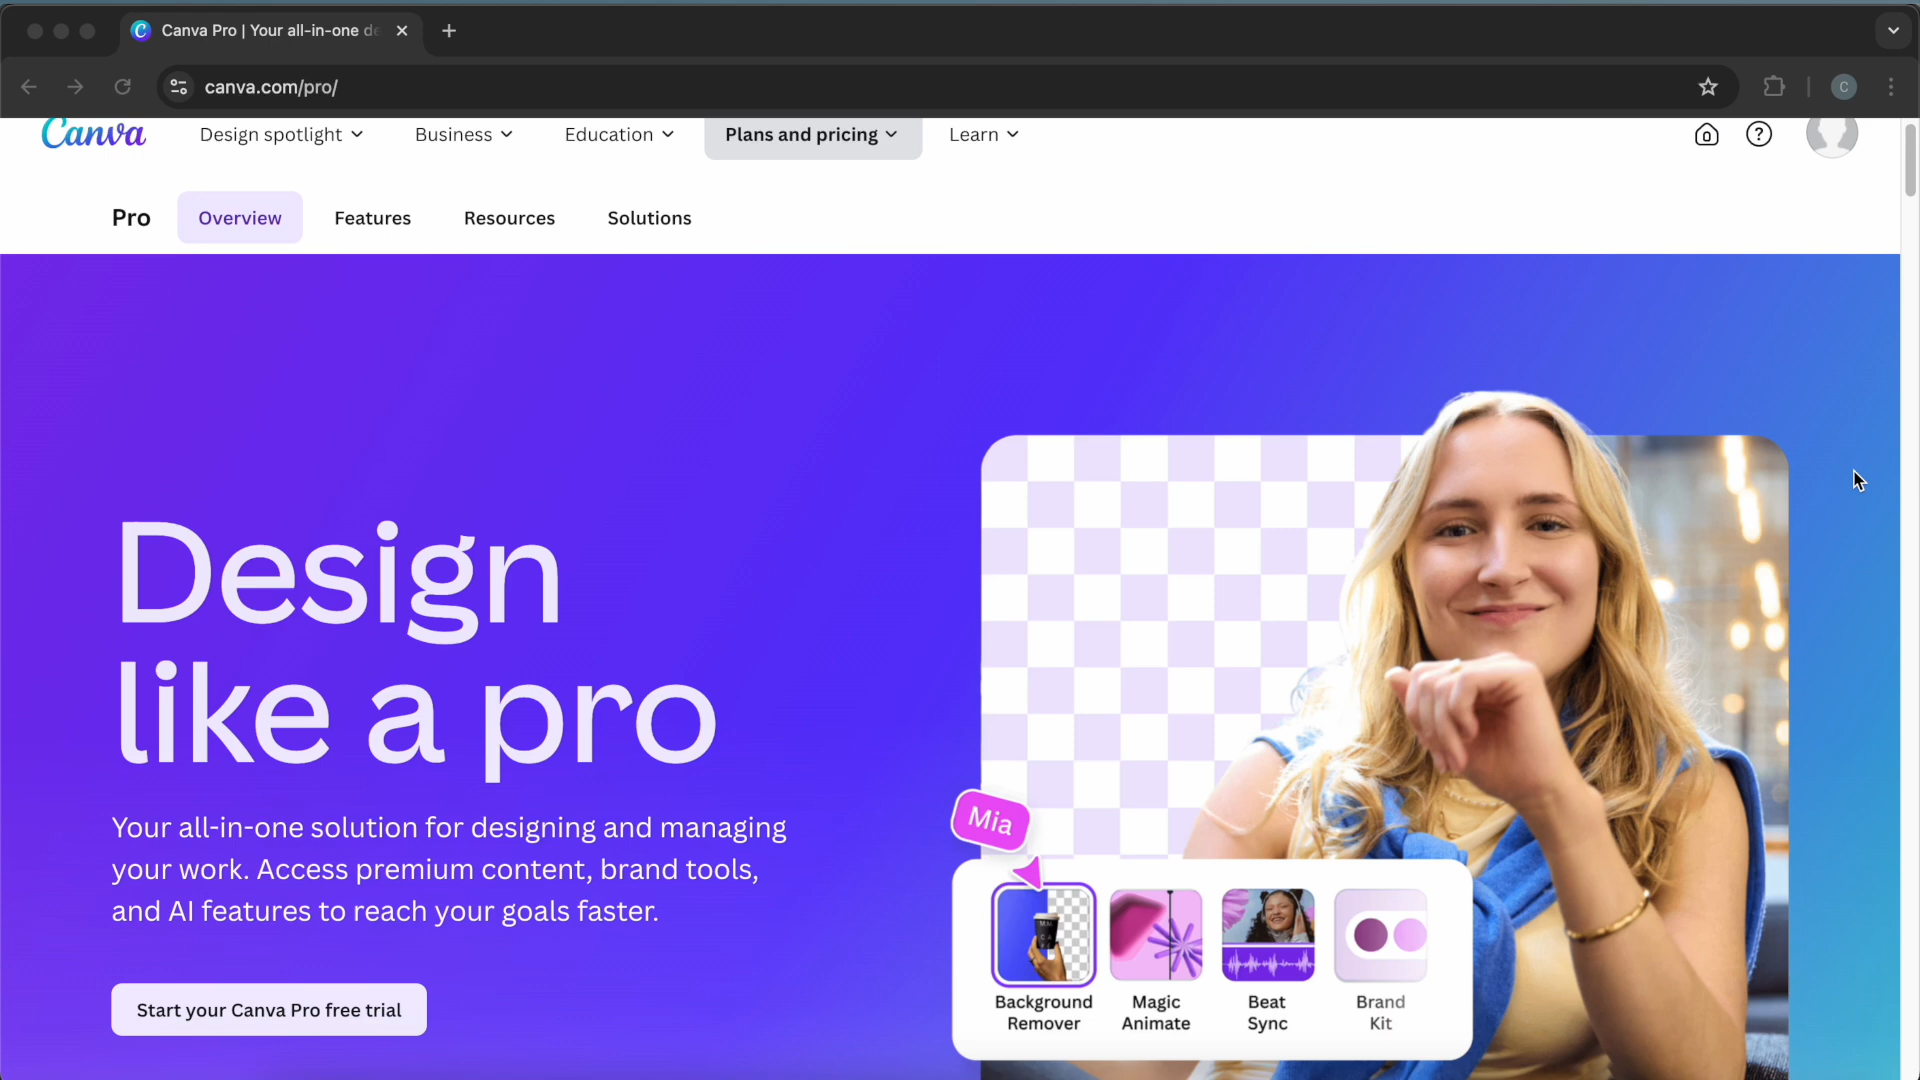 Canva Pro | Your all-in-one de
canva.com/pro/
C
Canva
Design spotlight
Business
Education
Plans and pricing
Learn
Pro
Overview
Features
Resources
Solutions
Design
like a pro
Your all-in-one solution for designing and managing
your work. Access premium content, brand tools,
and AI features to reach your goals faster.
Start your Canva Pro free trial
Mia
Background
Remover
Magic
Animate
Beat
Sync
Brand
Kit